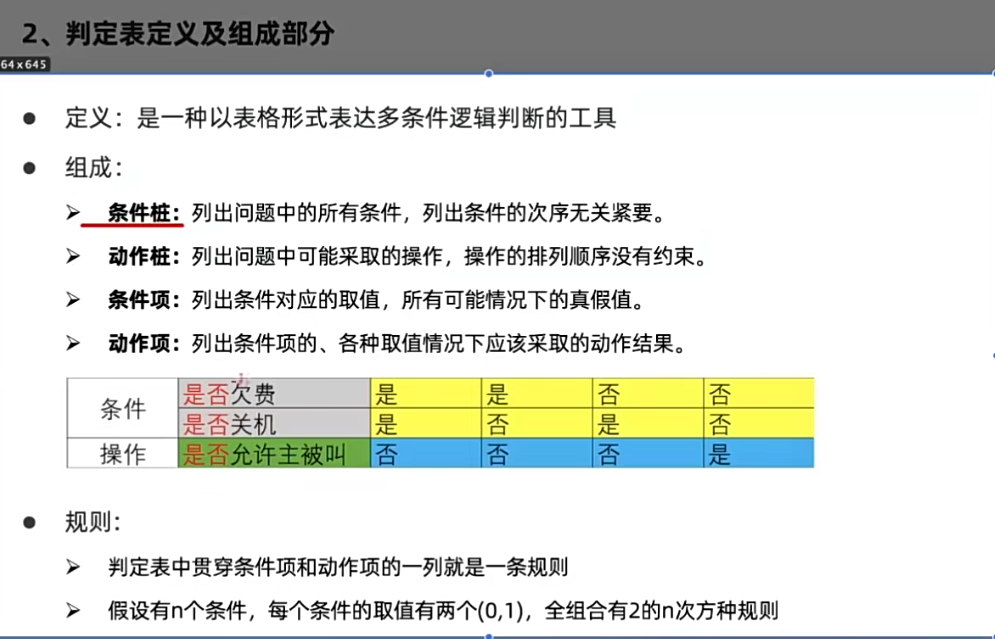 2、判定表定义及组成部分
64x645
定义：是一种以表格形式表达多条件逻辑判断的工具
组成：
条件桩：列出问题中的所有条件，列出条件的次序无关紧要。
动作桩：列出问题中可能采取的操作，操作的排列顺序没有约束。
条件项：列出条件对应的取值，所有可能情况下的真假值。
动作项：列出条件项的、各种取值情况下应该采取的动作结果。
条件 是否欠费 是 是 否 否
是否关机 是 否 是 否
操作 是否允许主被叫 否 否 否 是
规则：
判定表中贯穿条件项和动作项的一列就是一条规则
假设有n个条件，每个条件的取值有两个(0,1)，全组合有2的n次方种规则